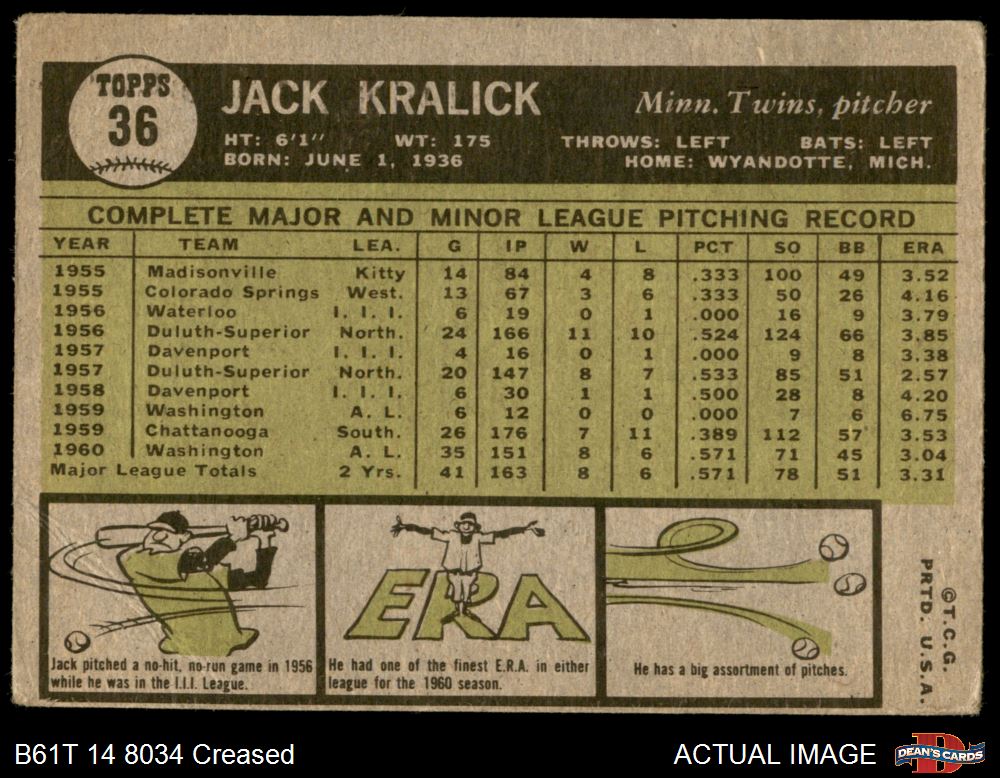 TOPPS
36
JACK KRALICK
Minn. Twins, pitcher
HT: 6'1" WT: 175 THROWS: LEFT BATS: LEFT
BORN: JUNE 1, 1936 HOME: WYANDOTTE, MICH.
COMPLETE MAJOR AND MINOR LEAGUE PITCHING RECORD
YEAR TEAM LEA. G IP W L PCT SO BB ERA
1955 Madisonville Kitty 14 84 4 8 .333 100 49 3.52
1955 Colorado Springs West. 13 67 3 6 .333 50 26 4.16
1956 Waterloo I. I. I. 6 19 0 1 .000 16 9 3.79
1956 Duluth-Superior North. 24 166 11 10 .524 124 66 3.85
1957 Davenport I. I. I. 4 16 0 1 .000 9 8 3.38
1957 Duluth-Superior North. 20 147 8 7 .533 85 51 2.57
1958 Davenport I. I. I. 6 30 1 1 .500 28 8 4.20
1959 Washington A. L. 6 12 0 0 .000 7 6 6.75
1959 Chattanooga South. 26 176 7 11 .389 112 57 3.53
1960 Washington A. L. 35 151 8 6 .571 71 45 3.04
Major League Totals 2 Yrs. 41 163 8 6 .571 78 51 3.31
Jack pitched a no-hit, no-run game in 1956
while he was in the I.I.I. League.
ERA
He had one of the finest E.R.A. in either
league for the 1960 season.
He has a big assortment of pitches.
©T.C.G.
PRTD. U.S.A.
B61T 14 8034 Creased
ACTUAL IMAGE
DEAN'S CARDS